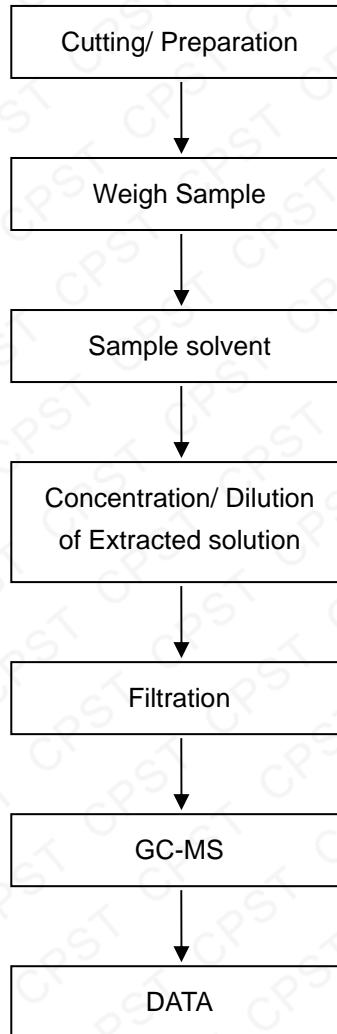 Cutting/ Preparation
Weigh Sample
Sample solvent
Concentration/ Dilution
of Extracted solution
Filtration
GC-MS
DATA